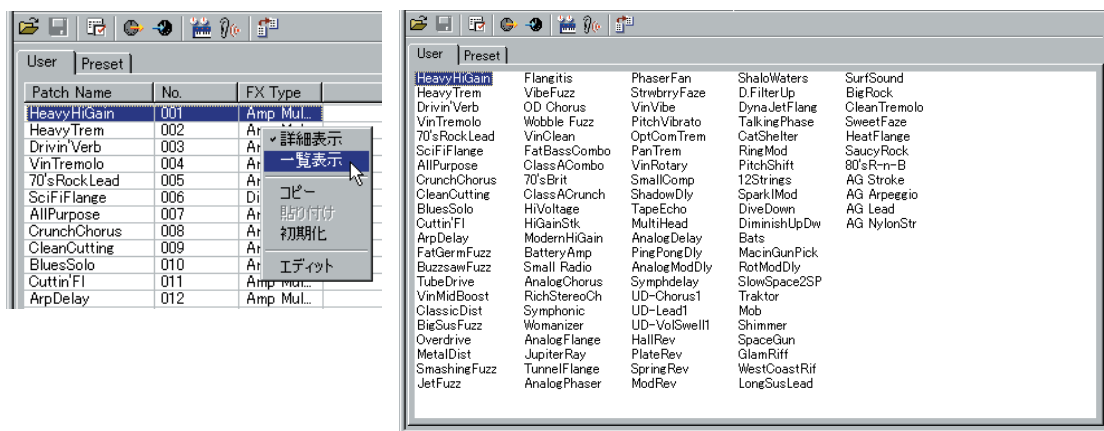 User Preset
Patch Name No. FX Type
HeavyHiGain 001 Amp Mul...
HeavyTrem 002
Drivin'Verb 003
VinTremolo 004
70'sRockLead 005
SciFiFlange 006
AllPurpose 007
CrunchChorus 008
CleanCutting 009
BluesSolo 010
Cuttin'Fl 011 Amp Mul...
ArpDelay 012 Amp Mul...
詳細表示
一覧表示
コピー
貼り付け
初期化
エディット
User Preset
HeavyHiGain Flangitis PhaserFan ShaloWaters SurfSound
HeavyTrem VibeFuzz StrwbrryFaze D.FilterUp BigRock
Drivin'Verb OD Chorus VinVibe DynaJetFlang CleanTremolo
VinTremolo Wobble Fuzz PitchVibrato TalkingPhase SweetFaze
70'sRockLead VinClean OptComTrem CatShelter HeatFlange
SciFiFlange FatBassCombo PanTrem RingMod SaucyRock
AllPurpose ClassACombo VinRotary PitchShift 80'sR-n-B
CrunchChorus 70'sBrit SmallComp 12Strings AG Stroke
CleanCutting ClassACrunch ShadowDly SparklMod AG Arpeggio
BluesSolo HiVoltage TapeEcho DiveDown AG Lead
Cuttin'Fl HiGainStk MultiHead DiminishUpDw AG NylonStr
ArpDelay ModernHiGain AnalogDelay Bats
FatGermFuzz BatteryAmp PingPongDly MacinGunPick
BuzzsawFuzz Small Radio AnalogModDly RotModDly
TubeDrive AnalogChorus Symphdelay SlowSpace2SP
VinMidBoost RichStereoCh UD-Chorus1 Traktor
ClassicDist Symphonic UD-Lead1 Mob
BigSusFuzz Womanizer UD-VolSwell1 Shimmer
Overdrive AnalogFlange HallRev SpaceGun
MetalDist JupiterRay PlateRev GlamRiff
SmashingFuzz TunnelFlange SpringRev WestCoastRif
JetFuzz AnalogPhaser ModRev LongSusLead